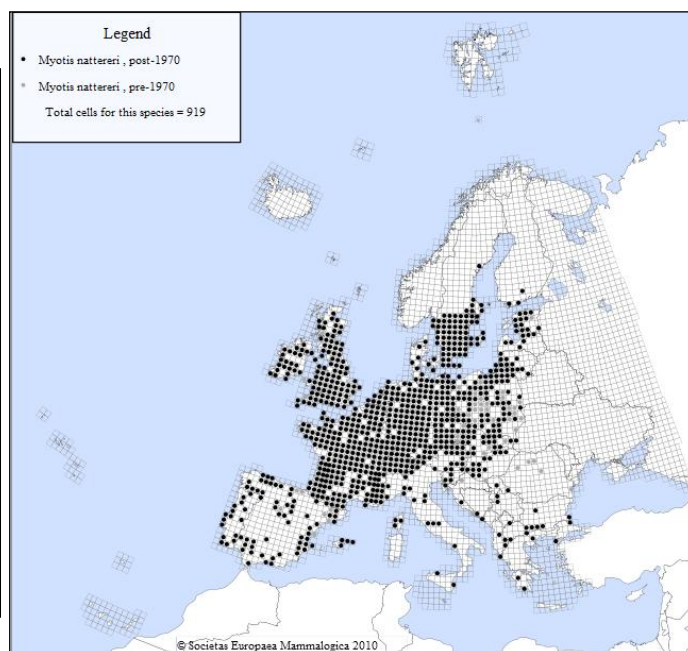 Legend
Myotis nattereri , post-1970
Myotis nattereri , pre-1970
Total cells for this species = 919
© Societas Europaea Mammalogica 2010